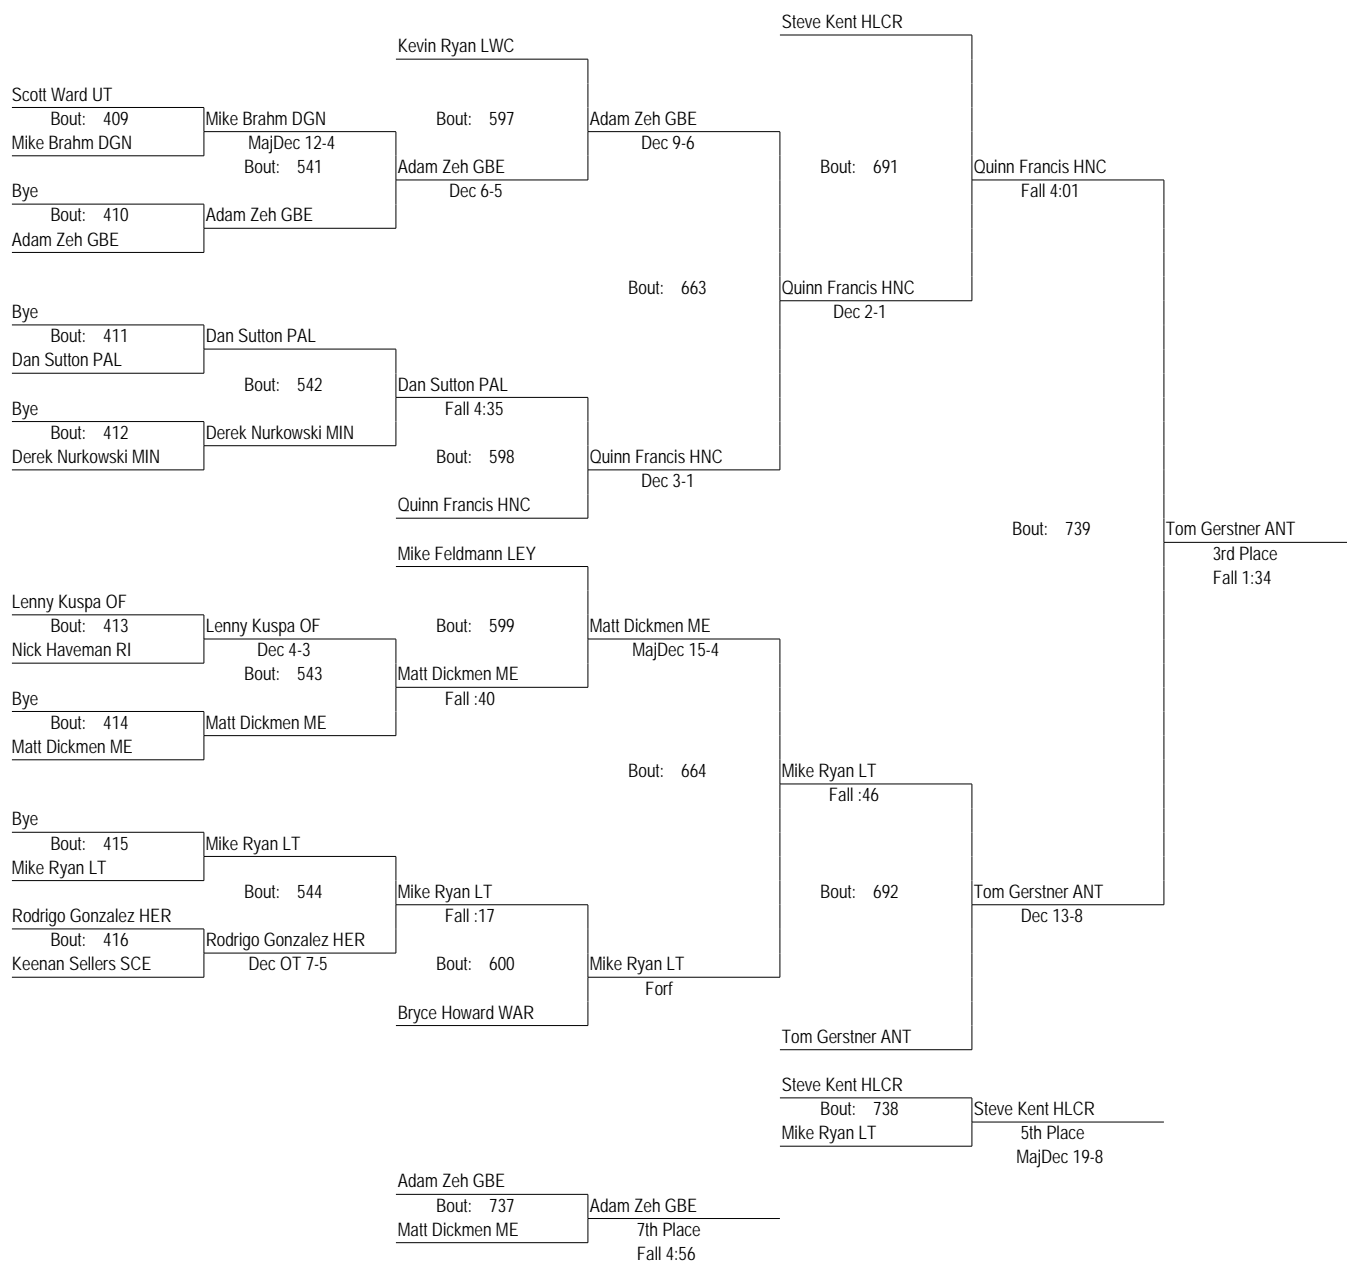 Steve Kent HLCR
Kevin Ryan LWC
Scott Ward UT
Bout: 409
Mike Brahm DGN
Mike Brahm DGN
MajDec 12-4
Bout: 541
Bout: 597
Adam Zeh GBE
Dec 9-6
Adam Zeh GBE
Dec 6-5
Bout: 691
Quinn Francis HNC
Fall 4:01
Bye
Bout: 410
Adam Zeh GBE
Adam Zeh GBE
Bout: 663
Quinn Francis HNC
Dec 2-1
Bye
Bout: 411
Dan Sutton PAL
Dan Sutton PAL
Bout: 542
Dan Sutton PAL
Fall 4:35
Bye
Bout: 412
Derek Nurkowski MIN
Derek Nurkowski MIN
Bout: 598
Quinn Francis HNC
Dec 3-1
Quinn Francis HNC
Bout: 739
Tom Gerstner ANT
3rd Place
Fall 1:34
Mike Feldmann LEY
Lenny Kuspa OF
Bout: 413
Nick Haveman RI
Lenny Kuspa OF
Dec 4-3
Bout: 543
Bout: 599
Matt Dickmen ME
MajDec 15-4
Matt Dickmen ME
Fall :40
Bye
Bout: 414
Matt Dickmen ME
Matt Dickmen ME
Bout: 664
Mike Ryan LT
Fall :46
Bye
Bout: 415
Mike Ryan LT
Mike Ryan LT
Bout: 544
Mike Ryan LT
Fall :17
Bout: 692
Tom Gerstner ANT
Dec 13-8
Rodrigo Gonzalez HER
Bout: 416
Keenan Sellers SCE
Rodrigo Gonzalez HER
Dec OT 7-5
Bout: 600
Mike Ryan LT
Forf
Bryce Howard WAR
Tom Gerstner ANT
Steve Kent HLCR
Bout: 738
Mike Ryan LT
Steve Kent HLCR
5th Place
MajDec 19-8
Adam Zeh GBE
Bout: 737
Matt Dickmen ME
Adam Zeh GBE
7th Place
Fall 4:56